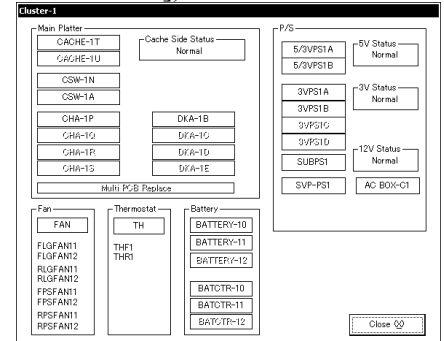 Cluster-1
Main Platter
CACHE-1T
CACHE-1U
Cache Side Status
Normal
CSW-1N
CSW-1A
CHA-1P
CHA-1Q
CHA-1R
CHA-1S
DKA-1B
DKA-1C
DKA-1D
DKA-1E
Multi PCB Replace
P/S
5/3VPS1A
5/3VPS1B
5V Status
Normal
3VPS1A
3VPS1B
3VPS1C
3VPS1D
3V Status
Normal
SUBPS1
12V Status
Normal
SVP-PS1
AC BOX-C1
Fan
FAN
FLGFAN11
FLGFAN12
RLGFAN11
RLGFAN12
FPSFAN11
FPSFAN12
RPSFAN11
RPSFAN12
Thermostat
TH
THF1
THR1
Battery
BATTERY-10
BATTERY-11
BATTERY-12
BATCTR-10
BATCTR-11
BATCTR-12
Close